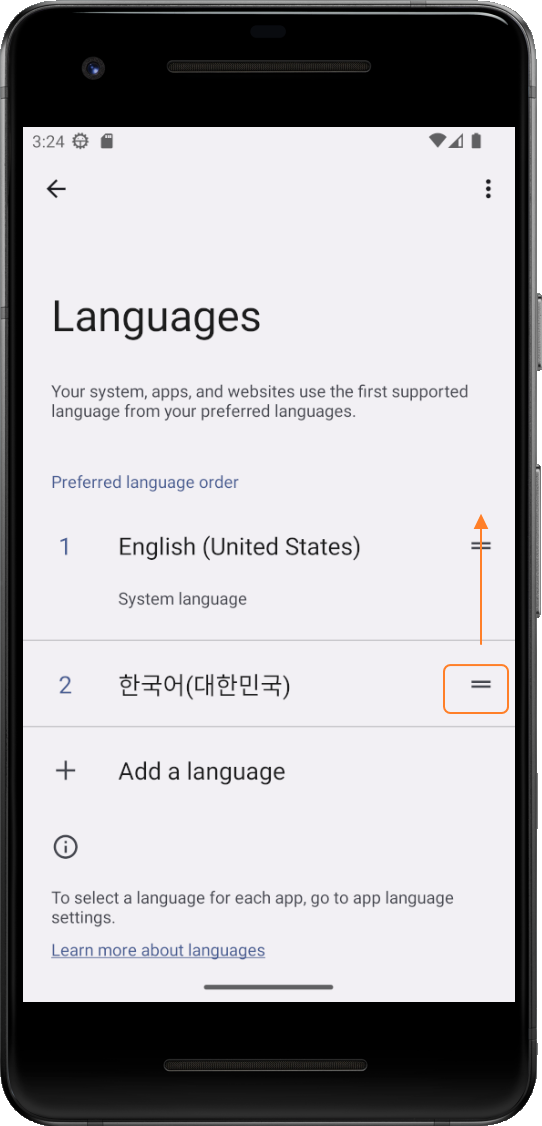 3:24
Languages
Your system, apps, and websites use the first supported
language from your preferred languages.
Preferred language order
1 English (United States)
System language
2 한국어(대한민국)
Add a language
To select a language for each app, go to app language
settings.
Learn more about languages